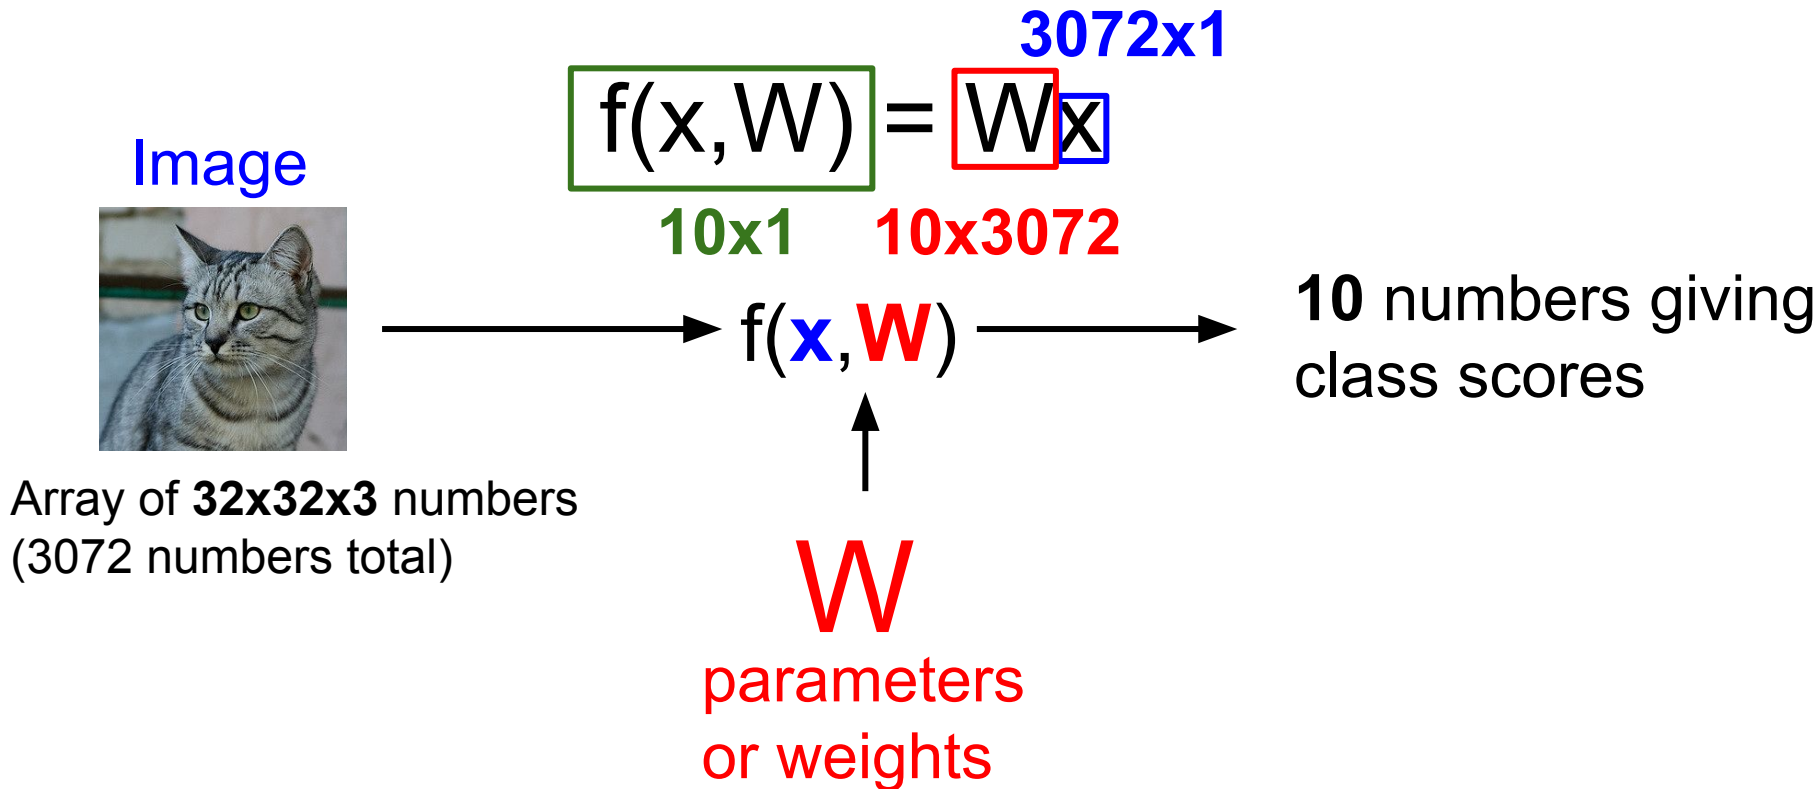 3072x1
f(x,W) = Wx
10x1 10x3072
Image
Array of 32x32x3 numbers
(3072 numbers total)
f(x,W)
W
parameters
or weights
10 numbers giving
class scores